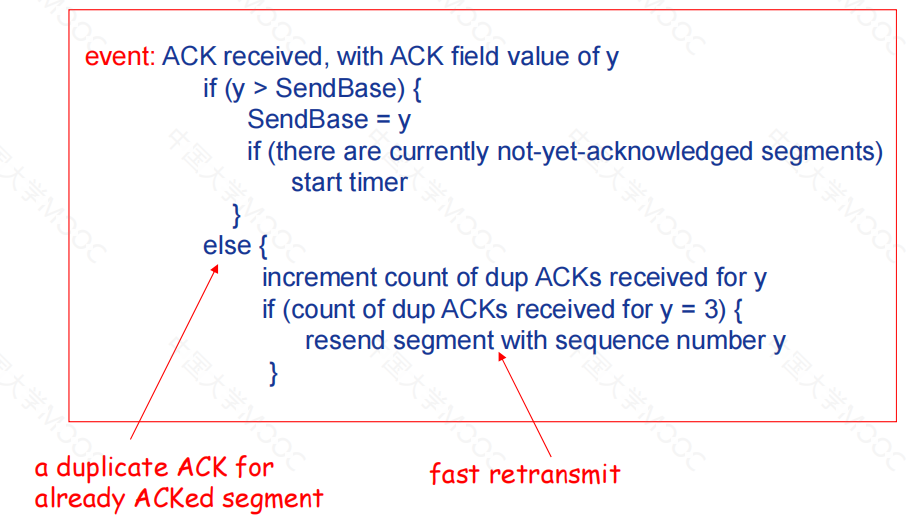 event: ACK received, with ACK field value of y
if (y > SendBase) {
SendBase = y
if (there are currently not-yet-acknowledged segments)
start timer
}
else {
increment count of dup ACKs received for y
if (count of dup ACKs received for y = 3) {
resend segment with sequence number y
}
a duplicate ACK for
already ACKed segment
fast retransmit
中国大学MOOC